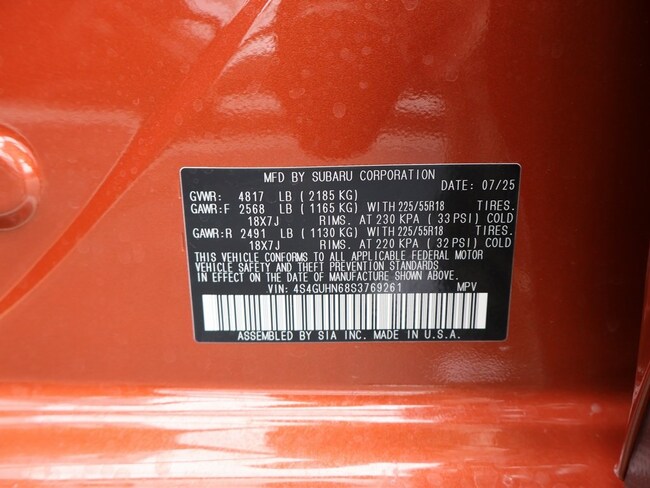 MFD BY SUBARU CORPORATION
DATE: 07/25
GVWR: 4817 LB ( 2185 KG)
GAWR:F 2568 LB ( 1165 KG) WITH 225/55R18 TIRES.
18X7J RIMS. AT 230 KPA ( 33 PSI) COLD
GAWR:R 2491 LB ( 1130 KG) WITH 225/55R18 TIRES.
18X7J RIMS. AT 220 KPA ( 32 PSI) COLD
THIS VEHICLE CONFORMS TO ALL APPLICABLE FEDERAL MOTOR
VEHICLE SAFETY AND THEFT PREVENTION STANDARDS
IN EFFECT ON THE DATE OF MANUFACTURE SHOWN ABOVE.
VIN: 4S4GUHN68S3769261 MPV
ASSEMBLED BY SIA INC. MADE IN U.S.A.